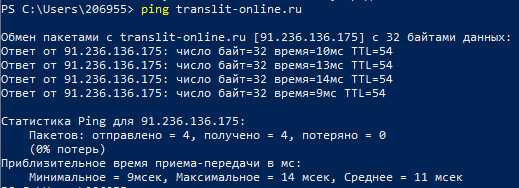 PS C:\Users\206955> ping translit-online.ru
Обмен пакетами с translit-online.ru [91.236.136.175] с 32 байтами данных:
Ответ от 91.236.136.175: число байт=32 время=10мс TTL=54
Ответ от 91.236.136.175: число байт=32 время=13мс TTL=54
Ответ от 91.236.136.175: число байт=32 время=14мс TTL=54
Ответ от 91.236.136.175: число байт=32 время=9мс TTL=54
Статистика Ping для 91.236.136.175:
Пакетов: отправлено = 4, получено = 4, потеряно = 0
(0% потерь)
Приблизительное время приема-передачи в мс:
Минимальное = 9мсек, Максимальное = 14 мсек, Среднее = 11 мсек